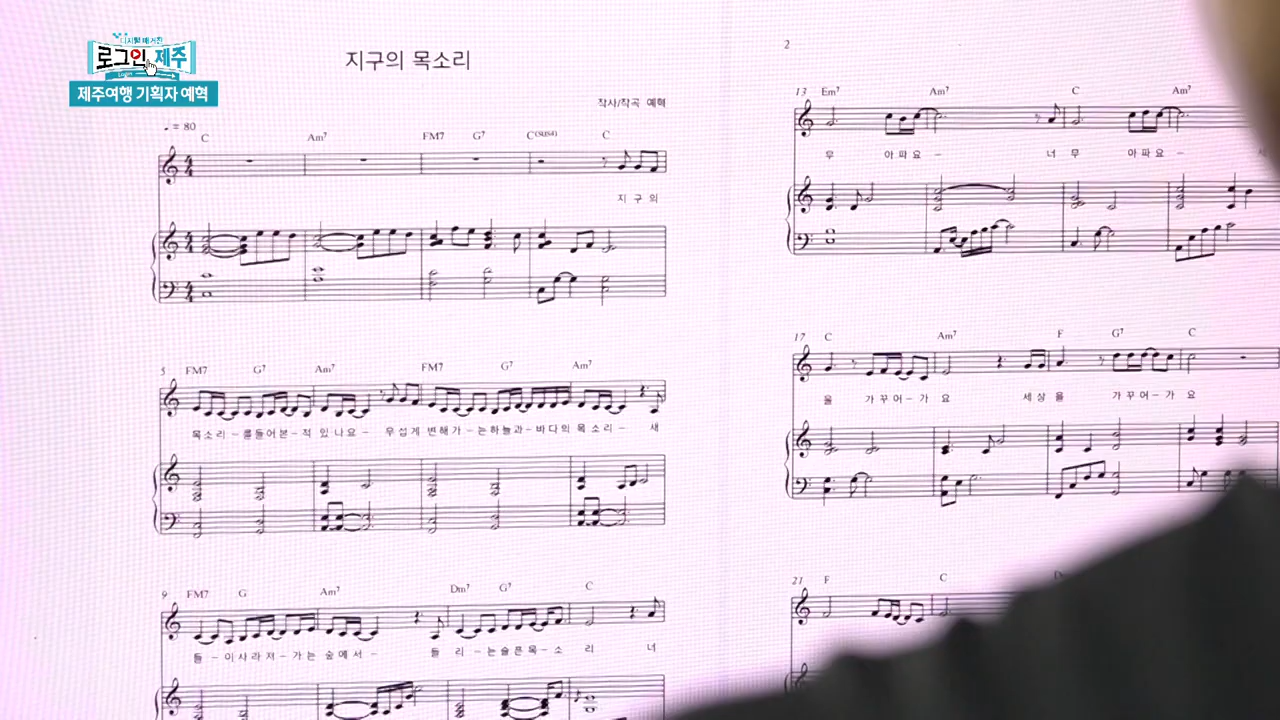 디지털 매거진
로그인 제주
Login
제주여행 기획자 예혁
지구의 목소리
작사/작곡 예혁
♩ = 80
C Am7 FM7 G7 C(SUS4) C
지 구 의
5 FM7 G7 Am7 FM7 G7 Am7
목소리 - 를들어본 - 적 있나요 - 무섭게 변해가 - 는하늘과 - 바다의 목 소리 - 새
9 FM7 G Am7 Dm7 G7 C
들 - 이사라져 - 가는 숲에서 - 들 리 - 는슬픈목 - 소 리 너
2
13 Em7 Am7 C Am7
무 아파요 - 너 무 아파요 -
17 C Am7 F G7 C
을 가꾸어 - 가 요 세상 을 가꾸어 - 가 요
21 F C